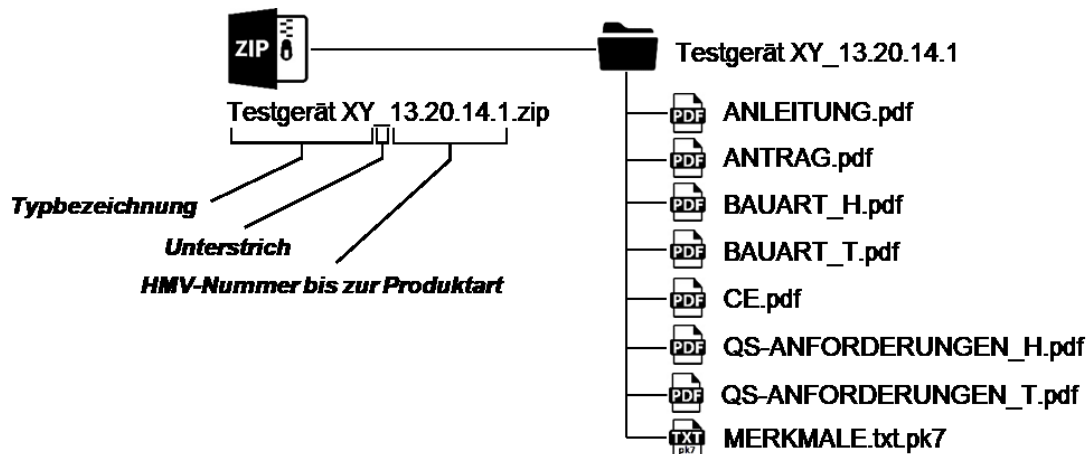 ZIP
Testgerät XY_13.20.14.1
Testgerät XY_13.20.14.1.zip
Typbezeichnung
Unterstrich
HMV-Nummer bis zur Produktart
PDF ANLEITUNG.pdf
PDF ANTRAG.pdf
PDF BAUART_H.pdf
PDF BAUART_T.pdf
PDF CE.pdf
PDF QS-ANFORDERUNGEN_H.pdf
PDF QS-ANFORDERUNGEN_T.pdf
TXT MERKMALE.txt.pk7
pk7